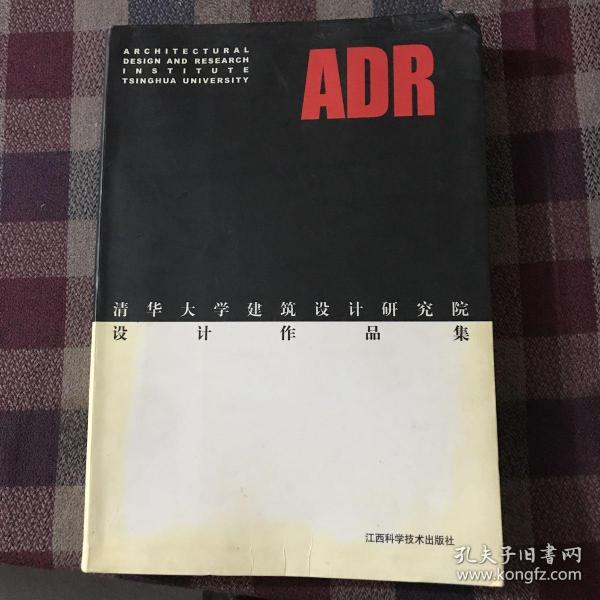 ARCHITECTURAL
DESIGN AND RESEARCH
INSTITUTE
TSINGHUA UNIVERSITY
ADR
清华大学建筑设计研究院
设计作品集
江西科学技术出版社
孔夫子旧书网
www.kongfz.com